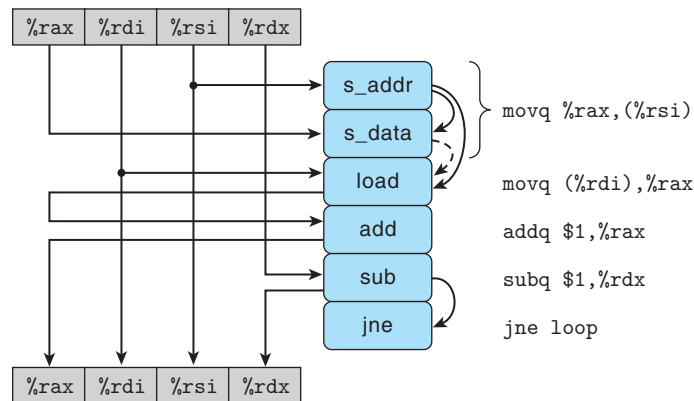 %rax %rdi %rsi %rdx
s_addr
movq %rax,(%rsi)
s_data
load
movq (%rdi),%rax
add
addq $1,%rax
sub
subq $1,%rdx
jne
jne loop
%rax %rdi %rsi %rdx